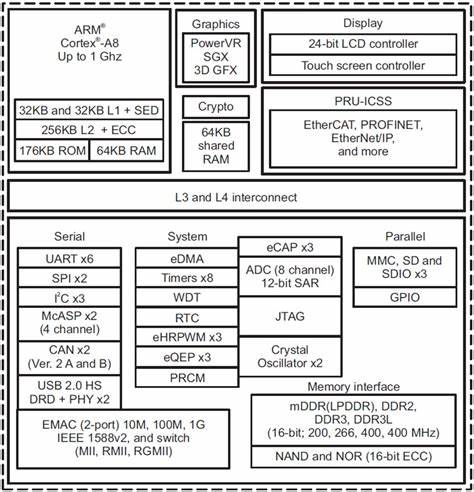 ARM®
Cortex®-A8
Up to 1 Ghz
32KB and 32KB L1 + SED
256KB L2 + ECC
176KB ROM
64KB RAM
Graphics
PowerVR
SGX
3D GFX
Crypto
64KB
shared
RAM
Display
24-bit LCD controller
Touch screen controller
PRU-ICSS
EtherCAT, PROFINET,
EtherNet/IP,
and more
L3 and L4 interconnect
Serial
UART x6
SPI x2
I²C x3
McASP x2
(4 channel)
CAN x2
(Ver. 2 A and B)
USB 2.0 HS
DRD + PHY x2
EMAC (2-port) 10M, 100M, 1G
IEEE 1588v2, and switch
(MII, RMII, RGMII)
System
eDMA
Timers x8
WDT
RTC
eHRPWM x3
eQEP x3
PRCM
eCAP x3
ADC (8 channel)
12-bit SAR
JTAG
Crystal
Oscillator x2
Parallel
MMC, SD and
SDIO x3
GPIO
Memory interface
mDDR(LPDDR), DDR2,
DDR3, DDR3L
(16-bit; 200, 266, 400, 400 MHz)
NAND and NOR (16-bit ECC)